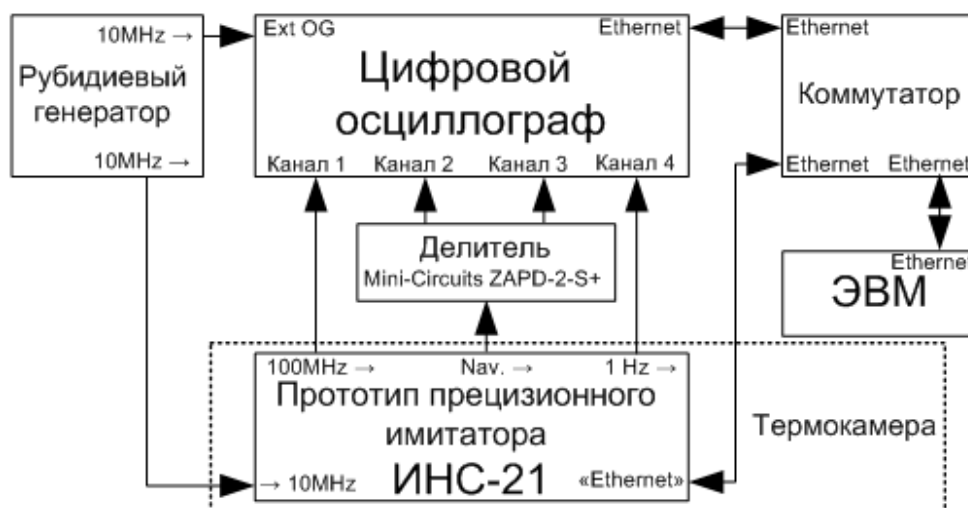 10MHz →
Рубидиевый
генератор
10MHz →
Ext OG
Ethernet
Цифровой
осциллограф
Канал 1
Канал 2
Канал 3
Канал 4
Ethernet
Коммутатор
Ethernet
Ethernet
Делитель
Mini-Circuits ZAPD-2-S+
Ethernet
ЭВМ
100MHz →
Nav. →
1 Hz →
Прототип прецизионного
имитатора
ИНС-21
→ 10MHz
«Ethernet»
Термокамера